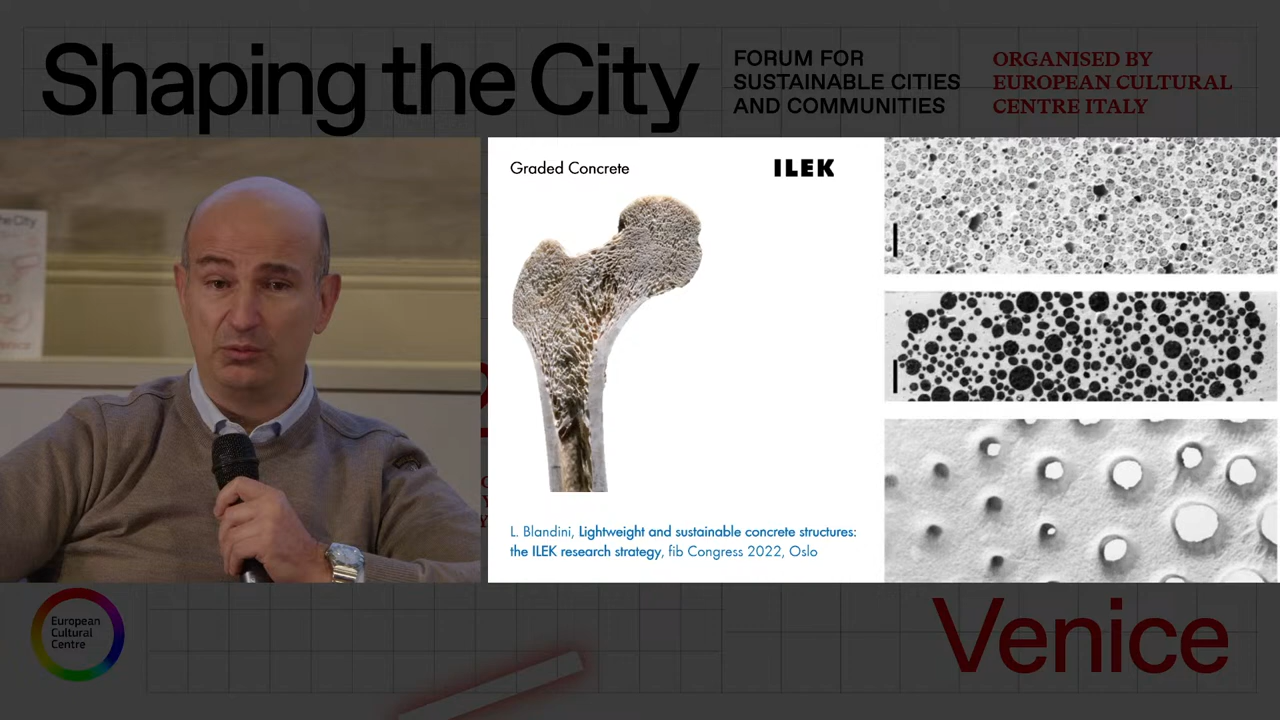 Shaping the City
FORUM FOR
SUSTAINABLE CITIES
AND COMMUNITIES
ORGANISED BY
EUROPEAN CULTURAL
CENTRE ITALY
Graded Concrete
ILEK
L. Blandini, Lightweight and sustainable concrete structures:
the ILEK research strategy, fib Congress 2022, Oslo
European
Cultural
Centre
Venice